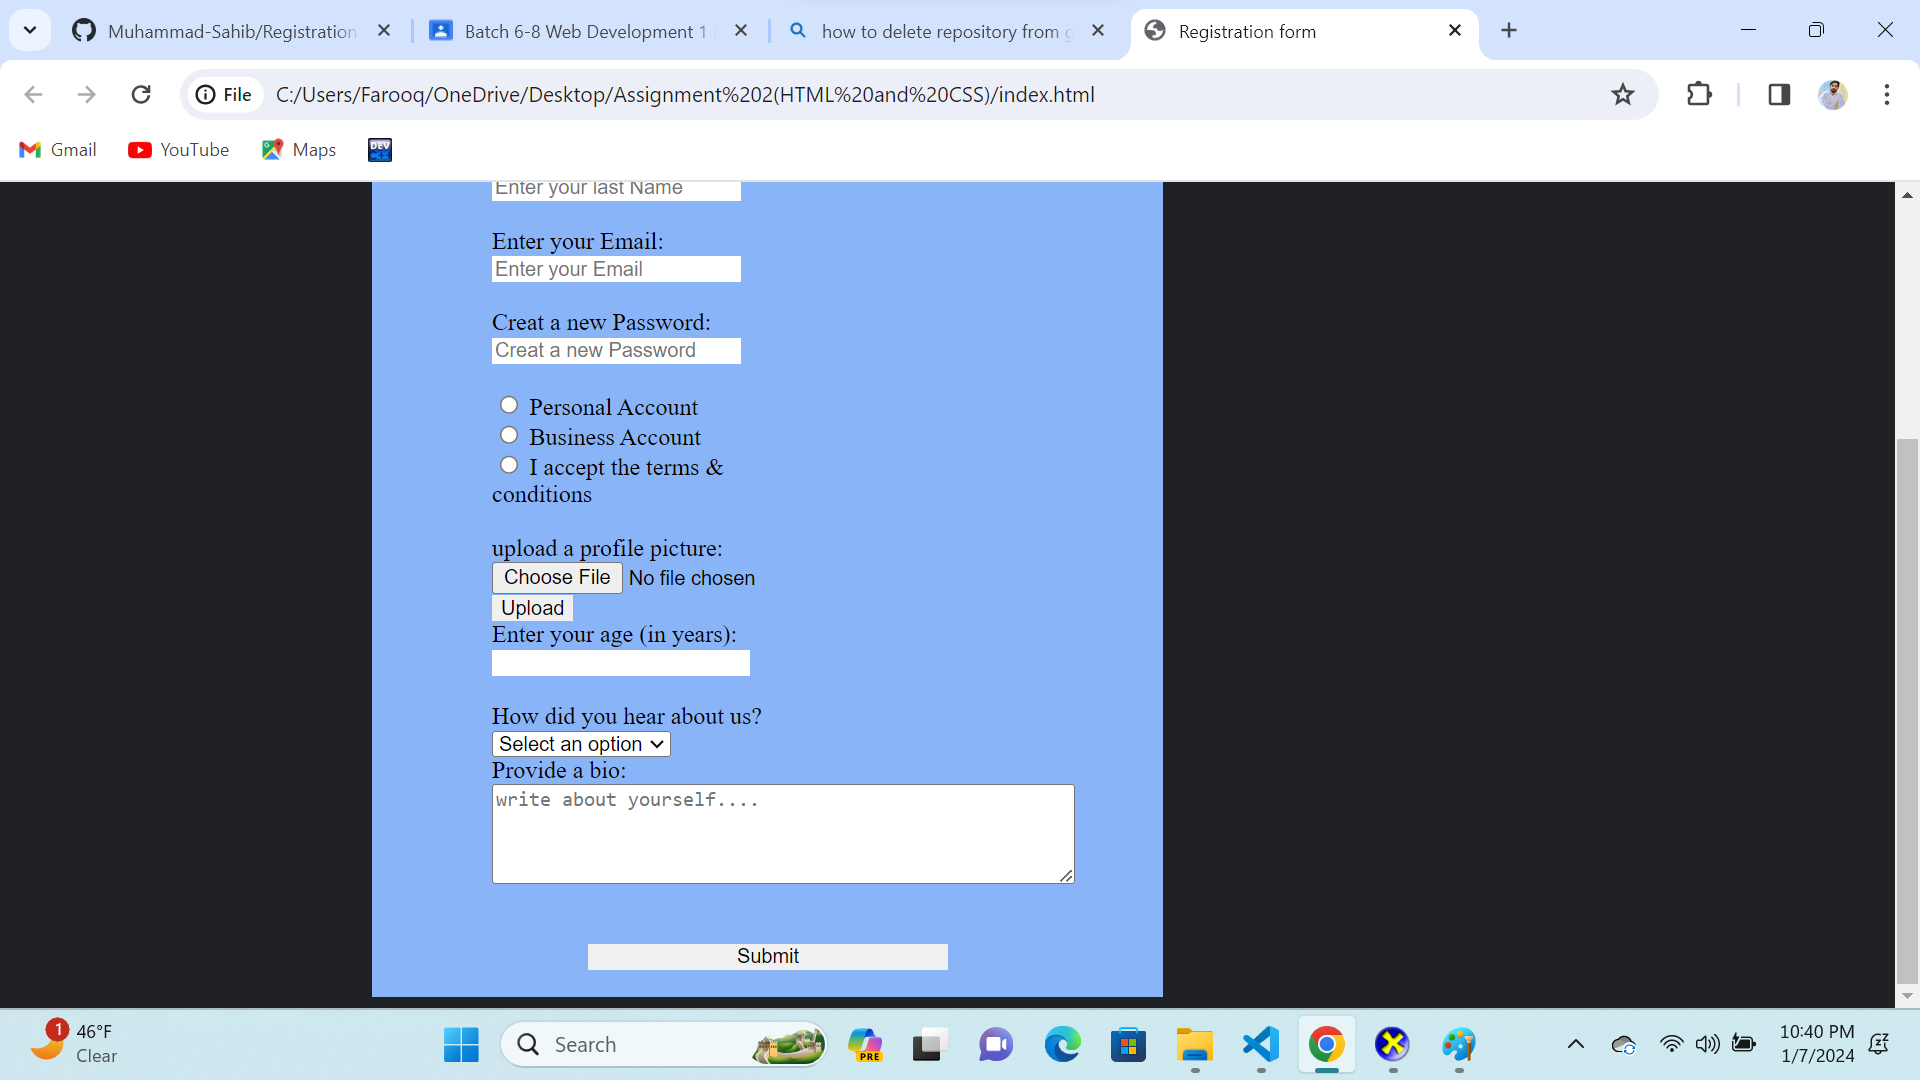 Muhammad-Sahib/Registration
Batch 6-8 Web Development 1
how to delete repository from g
Registration form
File
C:/Users/Farooq/OneDrive/Desktop/Assignment%202(HTML%20and%20CSS)/index.html
Gmail
YouTube
Maps
DEV
C++
Enter your last Name
Enter your Email:
Enter your Email
Creat a new Password:
Creat a new Password
Personal Account
Business Account
I accept the terms &
conditions
upload a profile picture:
Choose File No file chosen
Upload
Enter your age (in years):
How did you hear about us?
Select an option
Provide a bio:
write about yourself....
Submit
1
46°F
Clear
Search
PRE
10:40 PM
1/7/2024